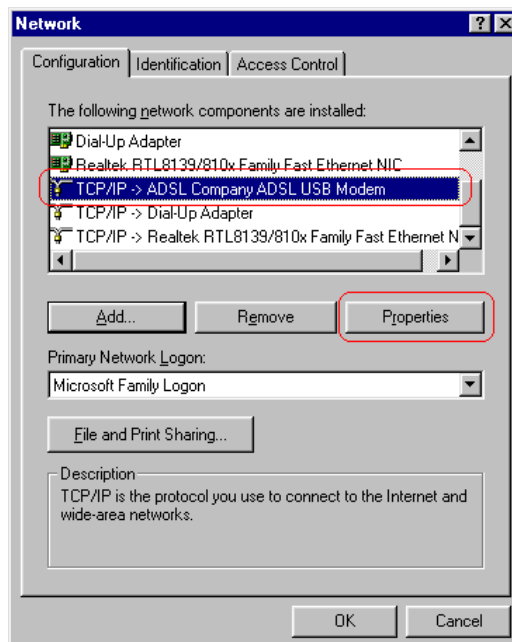 Network
Configuration Identification Access Control
The following network components are installed:
Dial-Up Adapter
Realtek RTL8139/810x Family Fast Ethernet NIC
TCP/IP -> ADSL Company ADSL USB Modem
TCP/IP -> Dial-Up Adapter
TCP/IP -> Realtek RTL8139/810x Family Fast Ethernet N
Add... Remove Properties
Primary Network Logon:
Microsoft Family Logon
File and Print Sharing...
Description
TCP/IP is the protocol you use to connect to the Internet and
wide-area networks.
OK Cancel